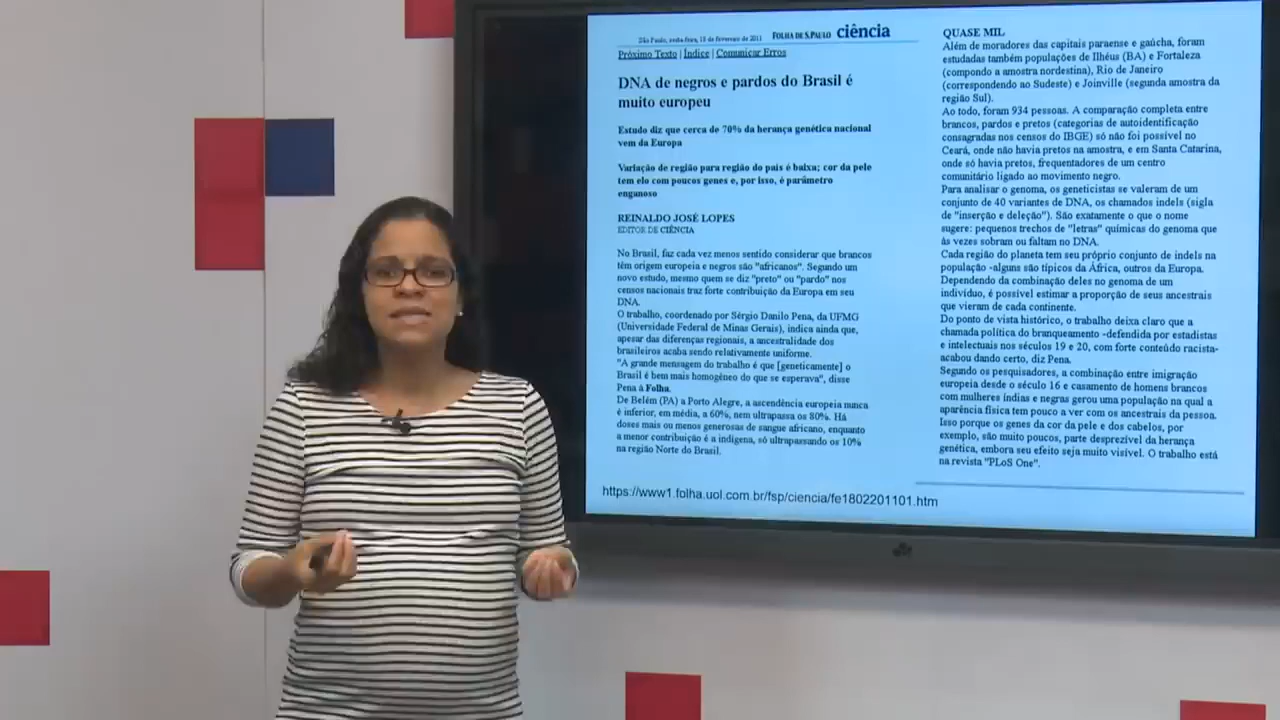 São Paulo, sexta-feira, 18 de fevereiro de 2011 FOLHA DE S.PAULO ciência
Próximo Texto | Índice | Comunicar Erros
DNA de negros e pardos do Brasil é
muito europeu
Estudo diz que cerca de 70% da herança genética nacional
vem da Europa
Variação de região para região do país é baixa; cor da pele
tem elo com poucos genes e, por isso, é parâmetro
enganoso
REINALDO JOSÉ LOPES
EDITOR DE CIÊNCIA
No Brasil, faz cada vez menos sentido considerar que brancos
têm origem europeia e negros são "africanos". Segundo um
novo estudo, mesmo quem se diz "preto" ou "pardo" nos
censos nacionais traz forte contribuição da Europa em seu
DNA.
O trabalho, coordenado por Sérgio Danilo Pena, da UFMG
(Universidade Federal de Minas Gerais), indica ainda que,
apesar das diferenças regionais, a ancestralidade dos
brasileiros acaba sendo relativamente uniforme.
"A grande mensagem do trabalho é que [geneticamente] o
Brasil é bem mais homogêneo do que se esperava", disse
Pena à Folha.
De Belém (PA) a Porto Alegre, a ascendência europeia nunca
é inferior, em média, a 60%, nem ultrapassa os 80%. Há
doses mais ou menos generosas de sangue africano, enquanto
a menor contribuição é a indígena, só ultrapassando os 10%
na região Norte do Brasil.
QUASE MIL
Além de moradores das capitais paraense e gaúcha, foram
estudadas também populações de Ilhéus (BA) e Fortaleza
(compondo a amostra nordestina), Rio de Janeiro
(correspondendo ao Sudeste) e Joinville (segunda amostra da
região Sul).
Ao todo, foram 934 pessoas. A comparação completa entre
brancos, pardos e pretos (categorias de autoidentificação
consagradas nos censos do IBGE) só não foi possível no
Ceará, onde não havia pretos na amostra, e em Santa Catarina,
onde só havia pretos, frequentadores de um centro
comunitário ligado ao movimento negro.
Para analisar o genoma, os geneticistas se valeram de um
conjunto de 40 variantes de DNA, os chamados indels (sigla
de "inserção e deleção"). São exatamente o que o nome
sugere: pequenos trechos de "letras" químicas do genoma que
às vezes sobram ou faltam no DNA.
Cada região do planeta tem seu próprio conjunto de indels na
população -alguns são típicos da África, outros da Europa.
Dependendo da combinação deles no genoma de um
indivíduo, é possível estimar a proporção de seus ancestrais
que vieram de cada continente.
Do ponto de vista histórico, o trabalho deixa claro que a
chamada política do branqueamento -defendida por estadistas
e intelectuais nos séculos 19 e 20, com forte conteúdo racista-
acabou dando certo, diz Pena.
Segundo os pesquisadores, a combinação entre imigração
europeia desde o século 16 e casamento de homens brancos
com mulheres índias e negras gerou uma população na qual a
aparência física tem pouco a ver com os ancestrais da pessoa.
Isso porque os genes da cor da pele e dos cabelos, por
exemplo, são muito poucos, parte desprezível da herança
genética, embora seu efeito seja muito visível. O trabalho está
na revista "PLoS One".
https://www1.folha.uol.com.br/fsp/ciencia/fe1802201101.htm